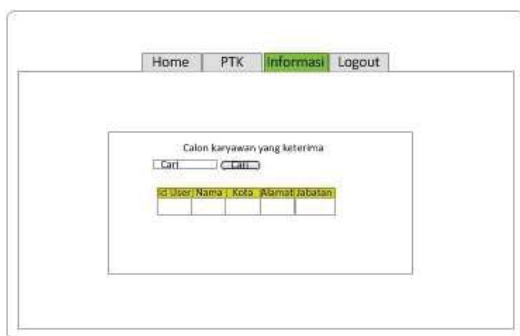 Home PTK Informasi Logout
Calon karyawan yang keterima
Cari Cari
Id User Nama Kota Alamat Jabatan